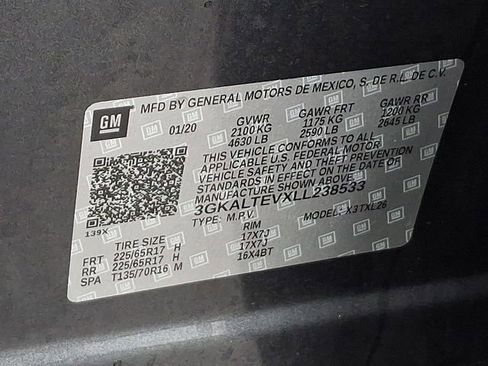 GM
MFD BY GENERAL MOTORS DE MEXICO, S. DE R.L. DE C.V.
01/20 GVWR GAWR FRT GAWR RR
2100 KG 1175 KG 1200 KG
4630 LB 2590 LB 2645 LB
THIS VEHICLE CONFORMS TO ALL
APPLICABLE U.S. FEDERAL MOTOR
VEHICLE SAFETY AND THEFT PREVENTION
STANDARDS IN EFFECT ON THE DATE OF
MANUFACTURE SHOWN ABOVE.
3GKALTEVXLL238533
139X TYPE: M.P.V. MODEL: X3TXL26
TIRE SIZE RIM
FRT 225/65R17 H 17X7J
RR 225/65R17 H 17X7J
SPA T135/70R16 M 16X4BT